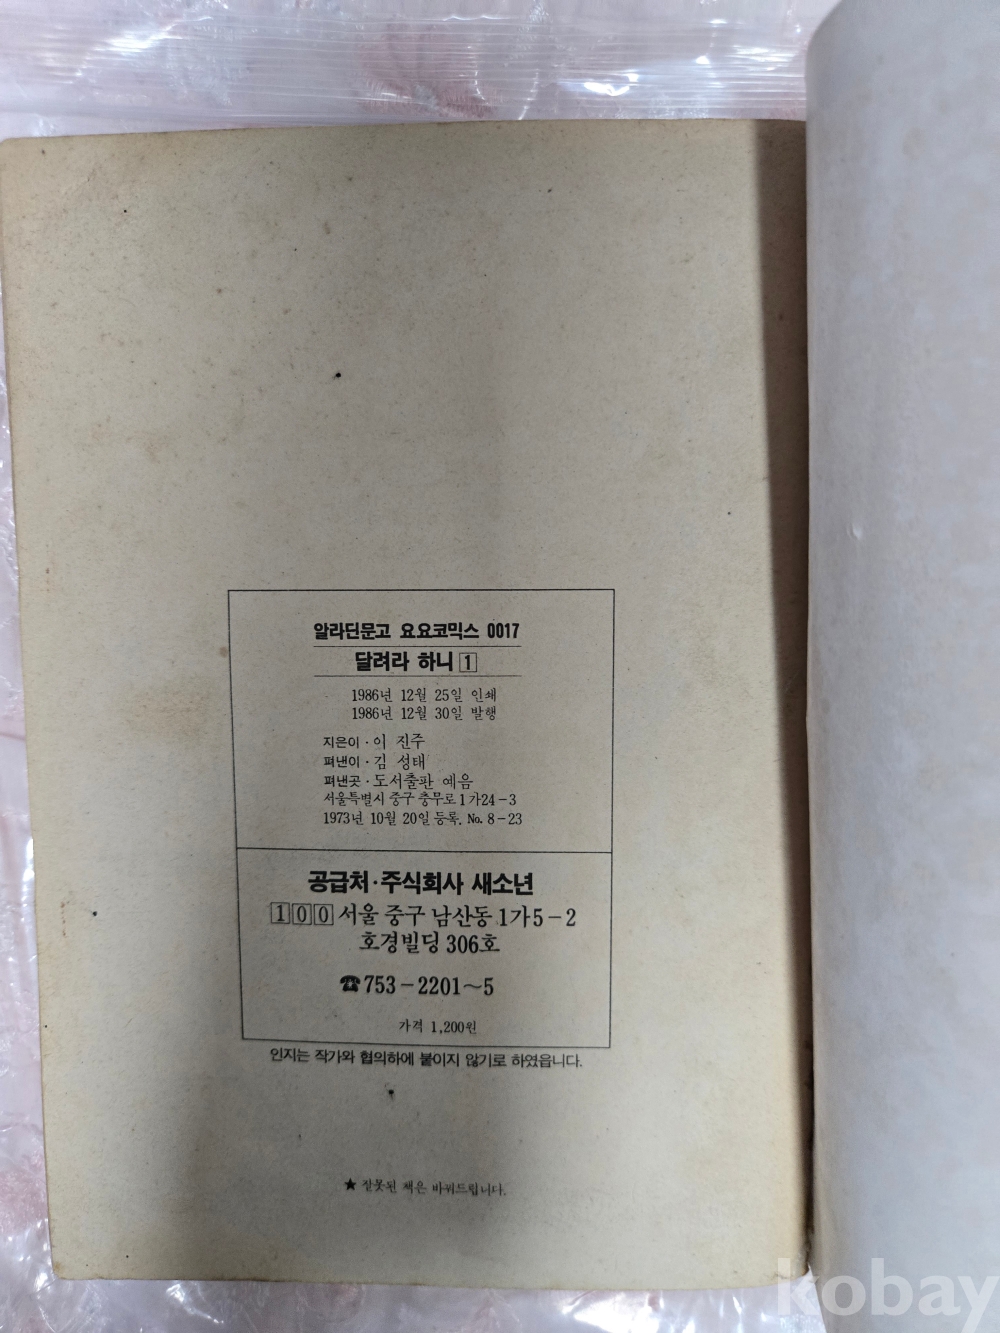 알라딘문고 요요코믹스 0017
달려라 하니 1
1986년 12월 25일 인쇄
1986년 12월 30일 발행
지은이·이 진주
펴낸이·김 성태
펴낸곳·도서출판 예음
서울특별시 중구 충무로 1가24-3
1973년 10월 20일 등록. No. 8-23
공급처·주식회사 새소년
100 서울 중구 남산동 1가5-2
호경빌딩 306호
☎753-2201~5
가격 1,200원
인지는 작가와 협의하에 붙이지 않기로 하였읍니다.
★ 잘못된 책은 바꿔드립니다.
kobay